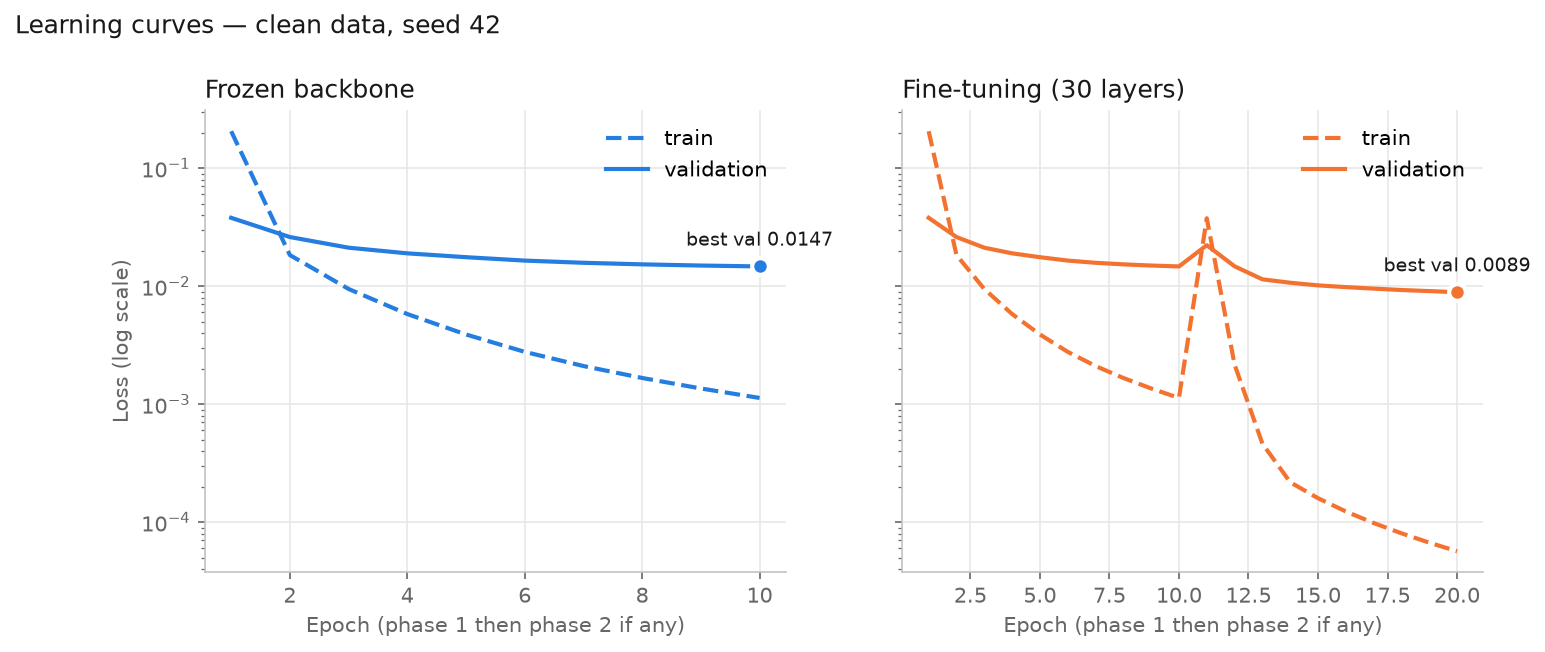 Learning curves — clean data, seed 42
Frozen backbone
train
validation
best val 0.0147
Loss (log scale)
10⁻¹
10⁻²
10⁻³
10⁻⁴
2 4 6 8 10
Epoch (phase 1 then phase 2 if any)
Fine-tuning (30 layers)
train
validation
best val 0.0089
2.5 5.0 7.5 10.0 12.5 15.0 17.5 20.0
Epoch (phase 1 then phase 2 if any)